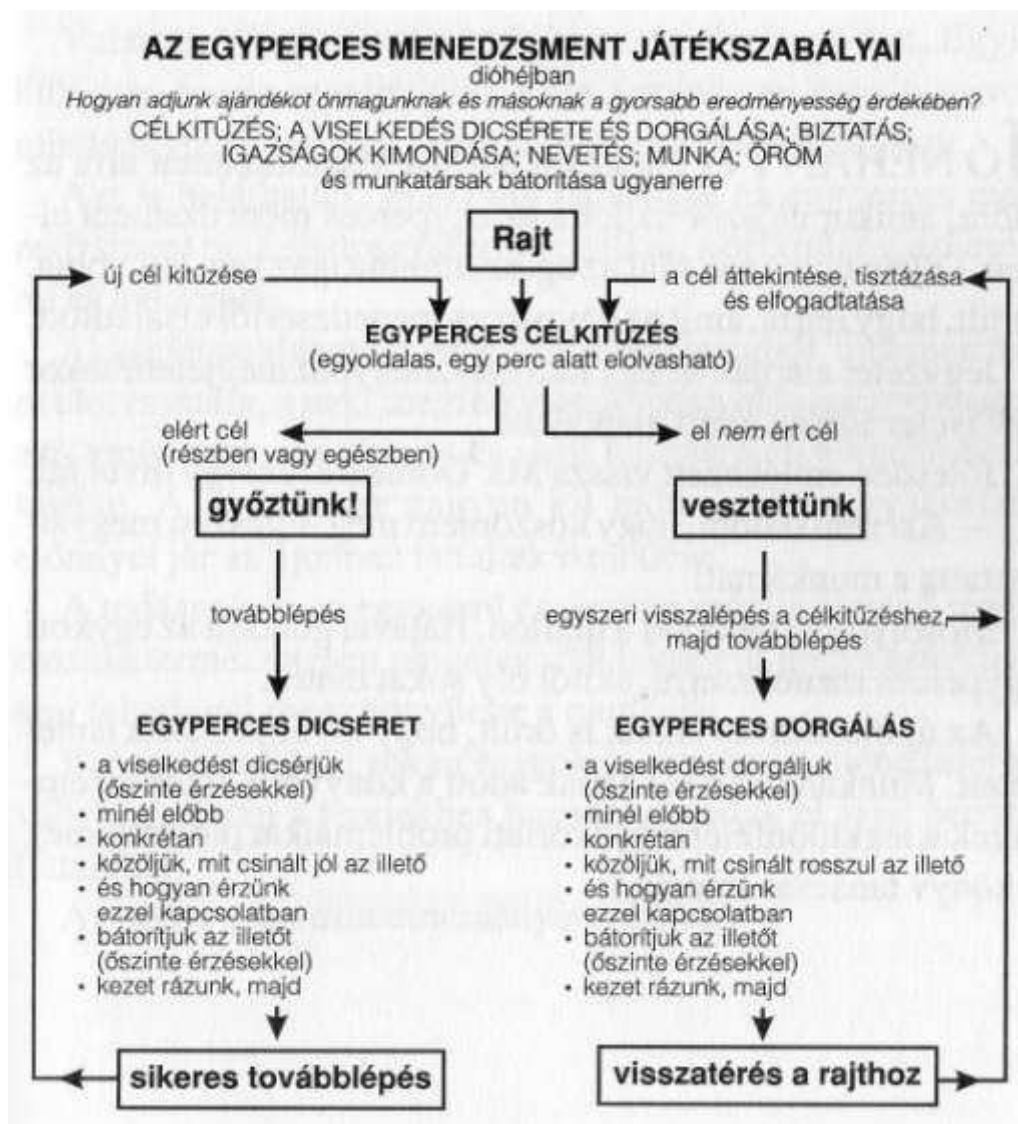 AZ EGYPERCES MENEDZSMENT JÁTÉKSZABÁLYAI
dióhéjban
Hogyan adjunk ajándékot önmagunknak és másoknak a gyorsabb eredményesség érdekében?
CÉLKITŰZÉS; A VISELKEDÉS DICSÉRETE ÉS DORGÁLÁSA; BIZTATÁS;
IGAZSÁGOK KIMONDÁSA; NEVETÉS; MUNKA; ÖRÖM
és munkatársak bátorítása ugyanerre
Rajt
új cél kitűzése
a cél áttekintése, tisztázása
és elfogadtatása
EGYPERCES CÉLKITŰZÉS
(egyoldalas, egy perc alatt elolvasható)
elért cél
(részben vagy egészben)
győztünk!
el nem ért cél
vesztettünk
továbblépés
egyszeri visszalépés a célkitűzéshez,
majd továbblépés
EGYPERCES DICSÉRET
• a viselkedést dicsérjük
(őszinte érzésekkel)
• minél előbb
• konkrétan
• közöljük, mit csinált jól az illető
• és hogyan érzünk
ezzel kapcsolatban
• bátorítjuk az illetőt
(őszinte érzésekkel)
• kezet rázunk, majd
sikeres továbblépés
EGYPERCES DORGÁLÁS
• a viselkedést dorgáljuk
(őszinte érzésekkel)
• minél előbb
• konkrétan
• közöljük, mit csinált rosszul az illető
• és hogyan érzünk
ezzel kapcsolatban
• bátorítjuk az illetőt
(őszinte érzésekkel)
• kezet rázunk, majd
visszatérés a rajthoz